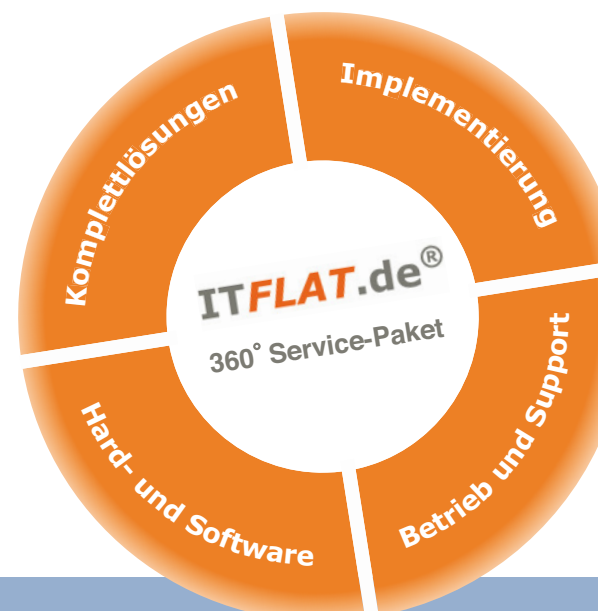 Komplettlösungen
Implementierung
ITFLAT.de®
360° Service-Paket
Hard- und Software
Betrieb und Support